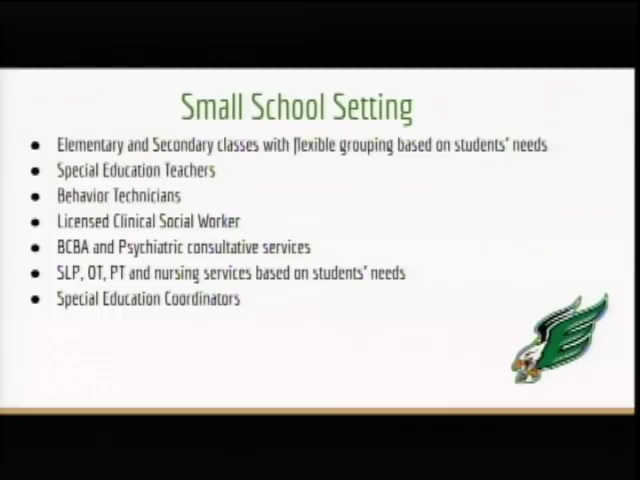 Small School Setting
● Elementary and Secondary classes with flexible grouping based on students' needs
● Special Education Teachers
● Behavior Technicians
● Licensed Clinical Social Worker
● BCBA and Psychiatric consultative services
● SLP, OT, PT and nursing services based on students' needs
● Special Education Coordinators
E